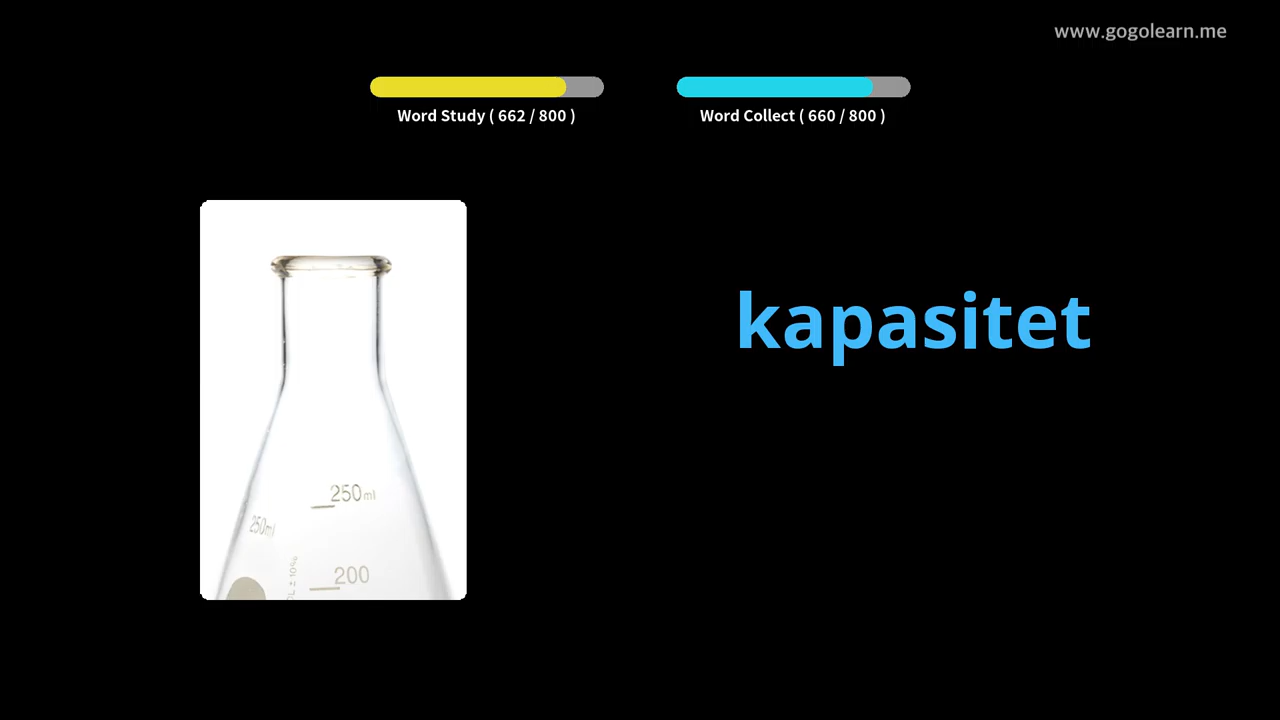 www.gogolearn.me
Word Study ( 662 / 800 )
Word Collect ( 660 / 800 )
kapasitet
250ml
250ml
200